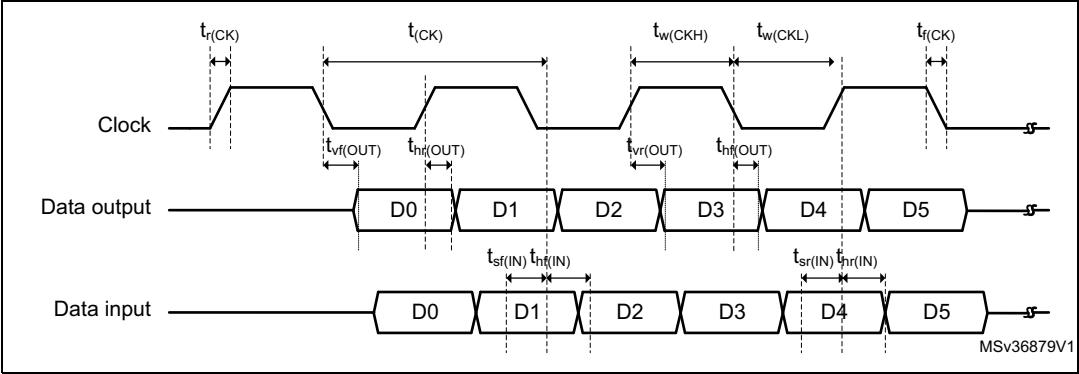 tr(CK) t(CK) tw(CKH) tw(CKL) tf(CK)
Clock
tvf(OUT) thr(OUT) tvr(OUT) thf(OUT)
Data output D0 D1 D2 D3 D4 D5
tsf(IN) thf(IN) tsr(IN) thr(IN)
Data input D0 D1 D2 D3 D4 D5
MSv36879V1